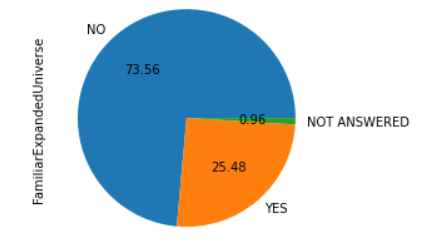 NO
73.56
FamiliarExpandedUniverse
0.96
NOT ANSWERED
25.48
YES